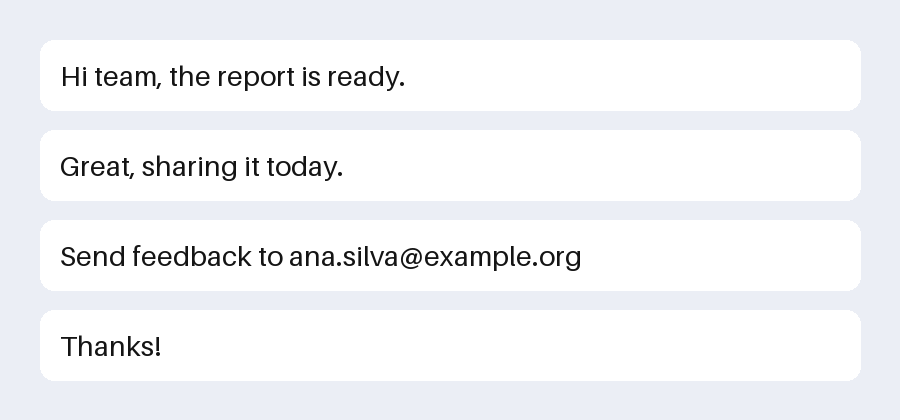 Hi team, the report is ready.
Great, sharing it today.
Send feedback to ana.silva@example.org
Thanks!